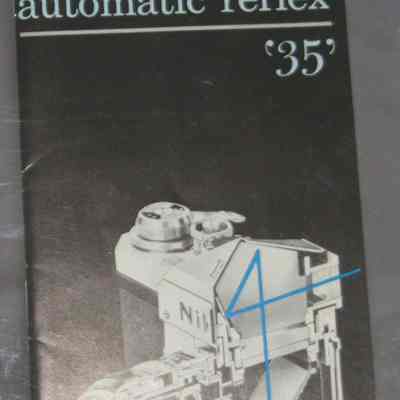 automatic reflex
‘35’
Nik